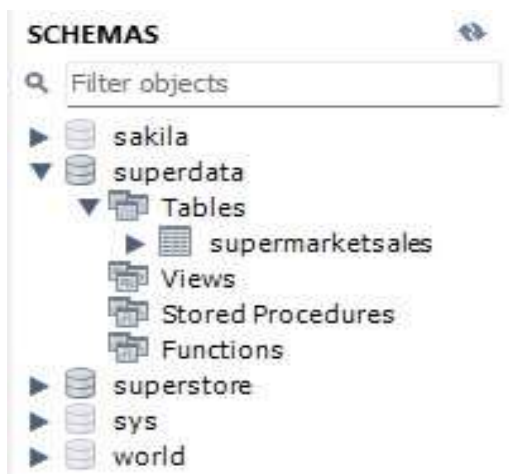 SCHEMAS
Filter objects
sakila
superdata
Tables
supermarketsales
Views
Stored Procedures
Functions
superstore
sys
world